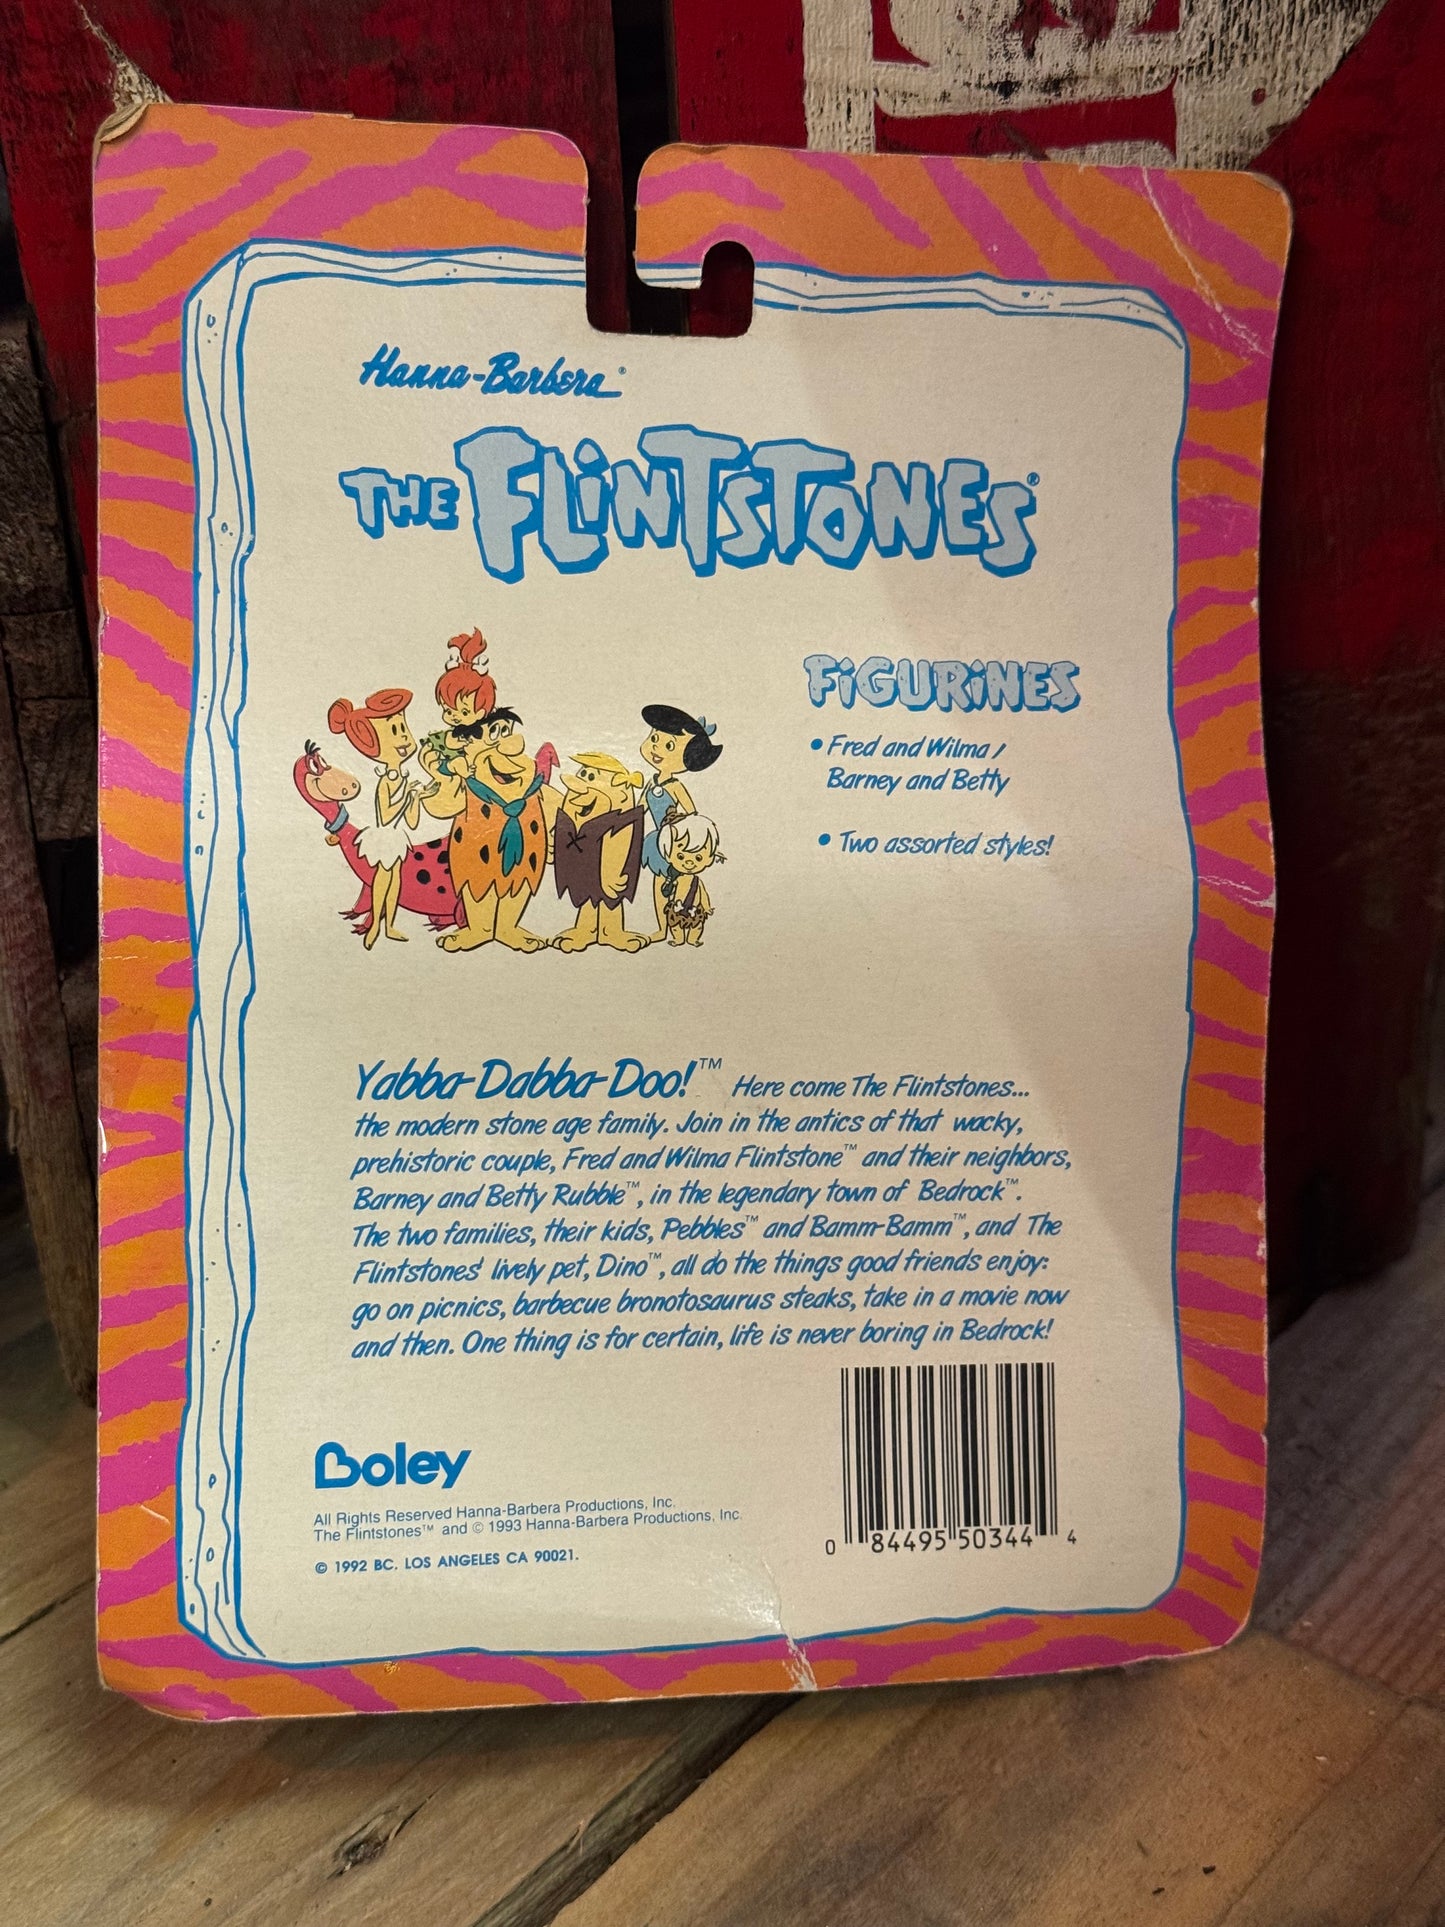 Hanna-Barbera®
THE FLINTSTONES®
FIGURINES
• Fred and Wilma /
Barney and Betty
• Two assorted styles!
Yabba-Dabba-Doo!™ Here come The Flintstones...
the modern stone age family. Join in the antics of that wacky,
prehistoric couple, Fred and Wilma Flintstone™ and their neighbors,
Barney and Betty Rubble™, in the legendary town of Bedrock™.
The two families, their kids, Pebbles™ and Bamm-Bamm™, and The
Flintstones' lively pet, Dino™, all do the things good friends enjoy:
go on picnics, barbecue bronotosaurus steaks, take in a movie now
and then. One thing is for certain, life is never boring in Bedrock!
Boley
All Rights Reserved Hanna-Barbera Productions, Inc.
The Flintstones™ and © 1993 Hanna-Barbera Productions, Inc.
© 1992 BC. LOS ANGELES CA 90021.
0 84495 50344 4